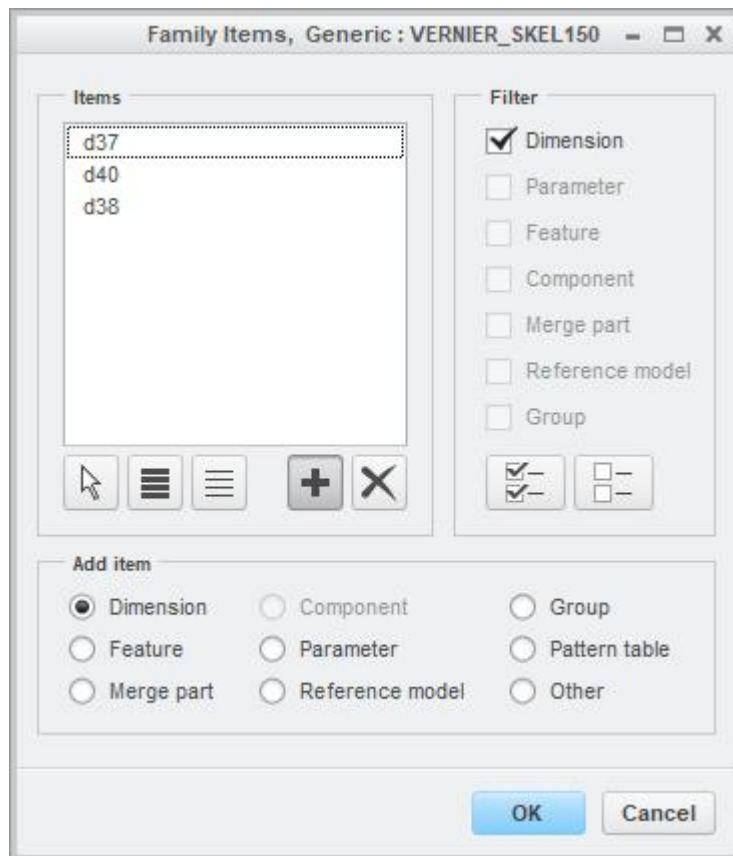 Family Items, Generic : VERNIER_SKEL150
Items
d37
d40
d38
Filter
Dimension
Parameter
Feature
Component
Merge part
Reference model
Group
Add item
Dimension Component Group
Feature Parameter Pattern table
Merge part Reference model Other
OK Cancel